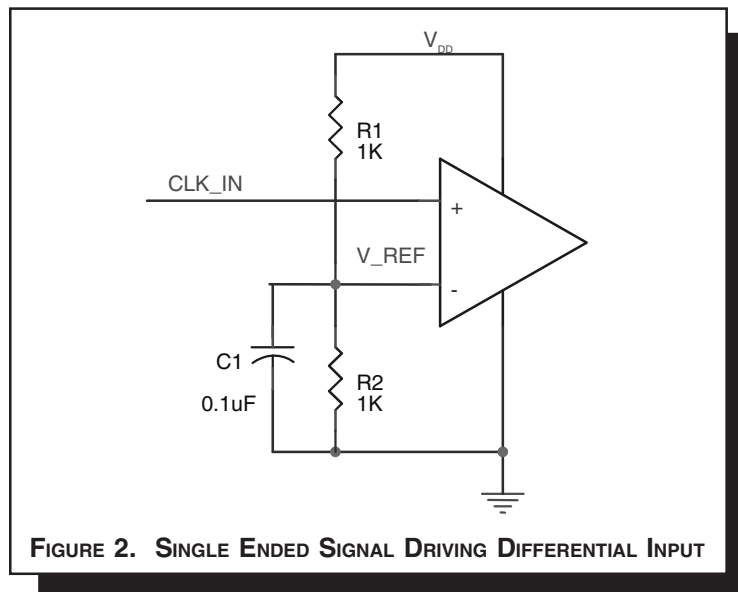 V_DD
R1
1K
CLK_IN
+
V_REF
-
C1
0.1uF
R2
1K
FIGURE 2. SINGLE ENDED SIGNAL DRIVING DIFFERENTIAL INPUT